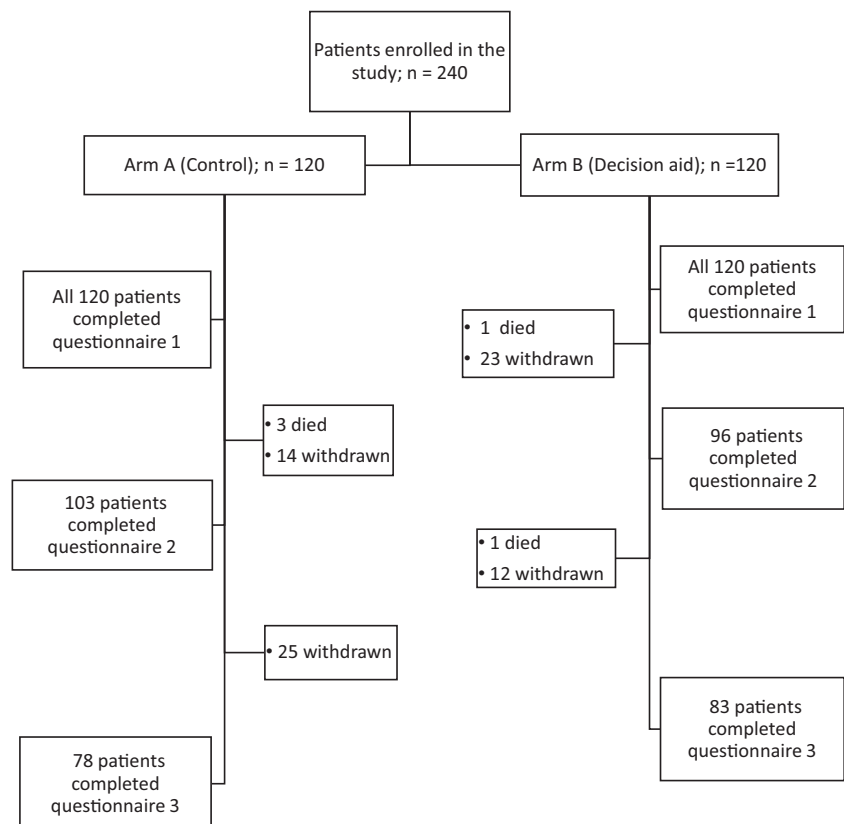 Patients enrolled in the
study; n = 240
Arm A (Control); n = 120
Arm B (Decision aid); n =120
All 120 patients
completed
questionnaire 1
All 120 patients
completed
questionnaire 1
• 1 died
• 23 withdrawn
• 3 died
• 14 withdrawn
96 patients
completed
questionnaire 2
103 patients
completed
questionnaire 2
• 1 died
• 12 withdrawn
• 25 withdrawn
83 patients
completed
questionnaire 3
78 patients
completed
questionnaire 3